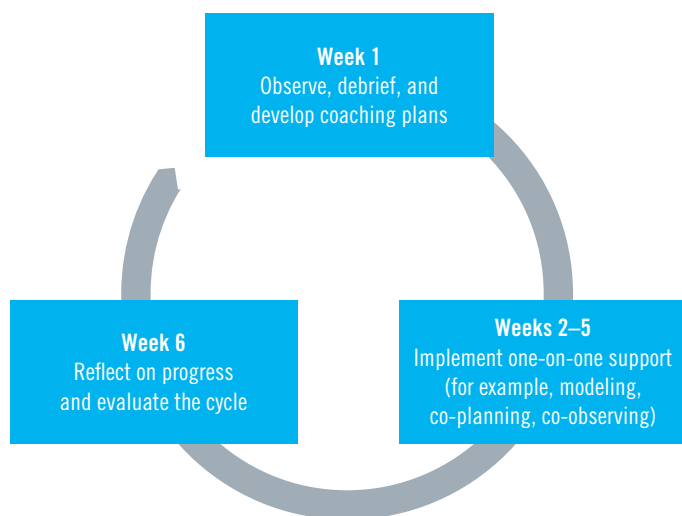 Week 1
Observe, debrief, and
develop coaching plans
Weeks 2–5
Implement one-on-one support
(for example, modeling,
co-planning, co-observing)
Week 6
Reflect on progress
and evaluate the cycle